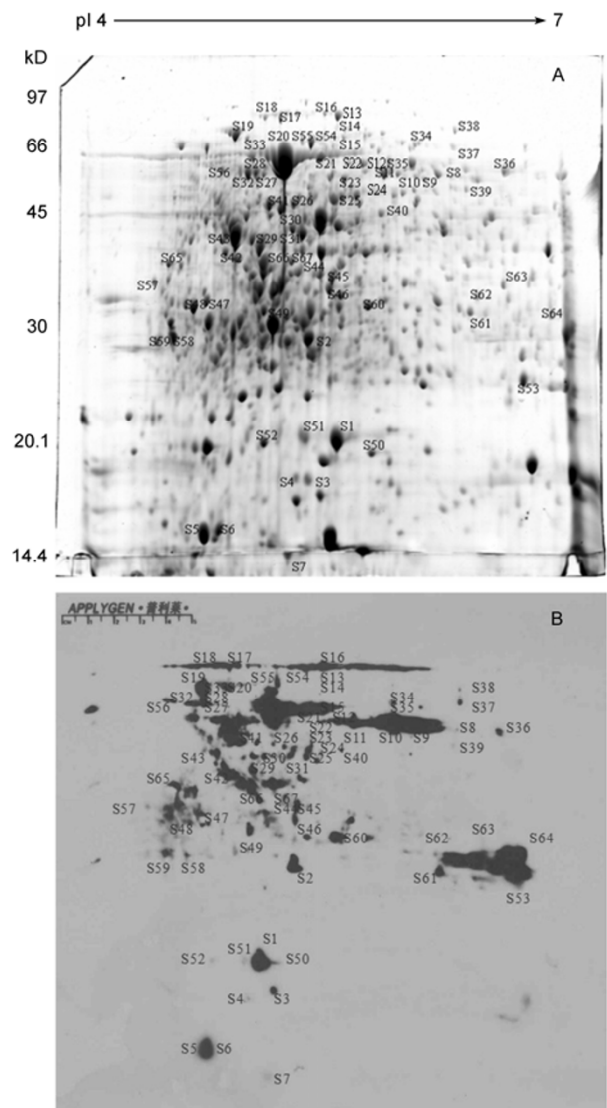 pI 4 7
kD
A
97
S18 S16
S17 S13
S19 S14 S38
66
S20 S55 S54 S34
S33 S15
S37
S28 S21 S22 S12 S35 S36
S56 S8
S32 S27 S23 S10 S9
S24 S39
S41 S26 S25
45
S40
S30
S43 S29 S31
S42 S66 S67
S65 S44
S45 S63
S57
S46 S62
S48 S47 S60
S49 S64
30
S61
S59 S58 S2
S53
S51 S1
20.1
S52 S50
S4 S3
S5 S6
14.4
S7
APPLYGEN • 普利莱 •
B
S18 S17 S16
S19 S55 S54 S13
S20 S14 S38
S32 S28 S34
S56 S35 S37
S21
S22 S8 S36
S41 S26 S23 S11 S10 S9
S24 S39
S43 S30 S25 S40
S29 S31
S65
S67
S57 S44 S45
S47
S48 S46 S60 S62 S63 S64
S49
S59 S58
S2 S61
S53
S1
S51
S52 S50
S4 S3
S5 S6
S7